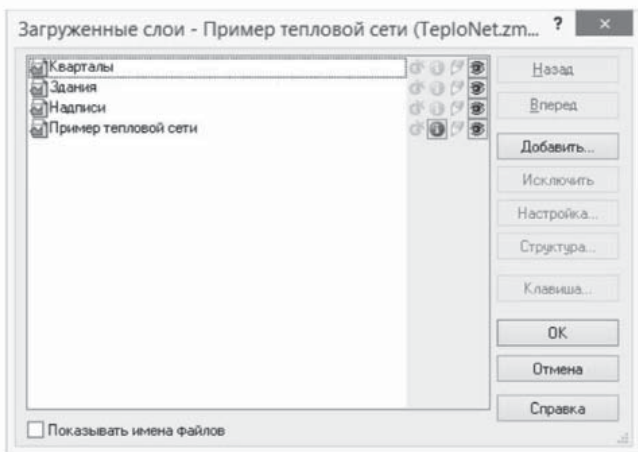 Загруженные слои - Пример тепловой сети (TeploNet.zm...
?
×
Кварталы
Здания
Надписи
Пример тепловой сети
Назад
Вперед
Добавить...
Исключить
Настройка...
Структура...
Клавиша...
ОК
Отмена
Справка
Показывать имена файлов